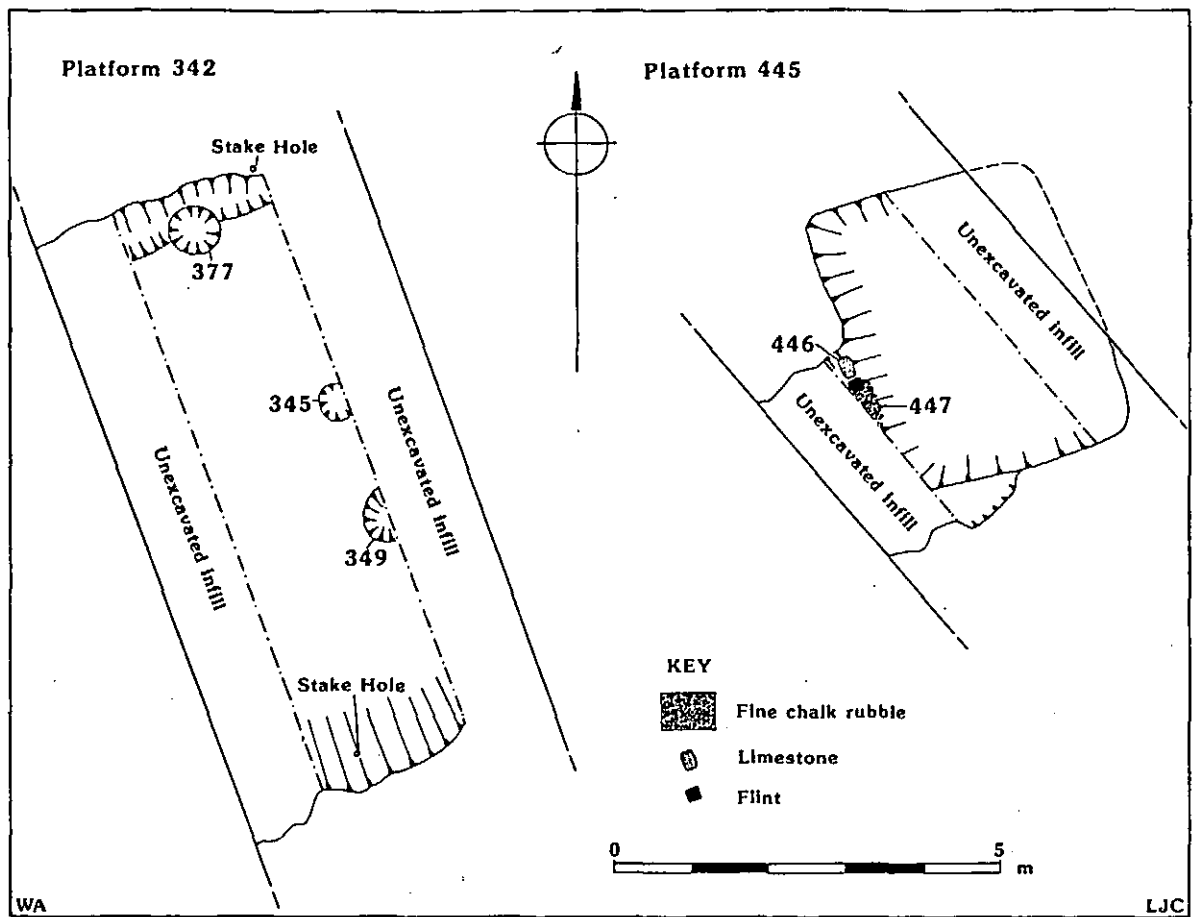 Platform 342
Stake Hole
377
345
349
Unexcavated Infill
Unexcavated Infill
Stake Hole
Platform 445
Unexcavated infill
446
447
Unexcavated Infill
KEY
Fine chalk rubble
Limestone
Flint
0 5
m
WA
LJC